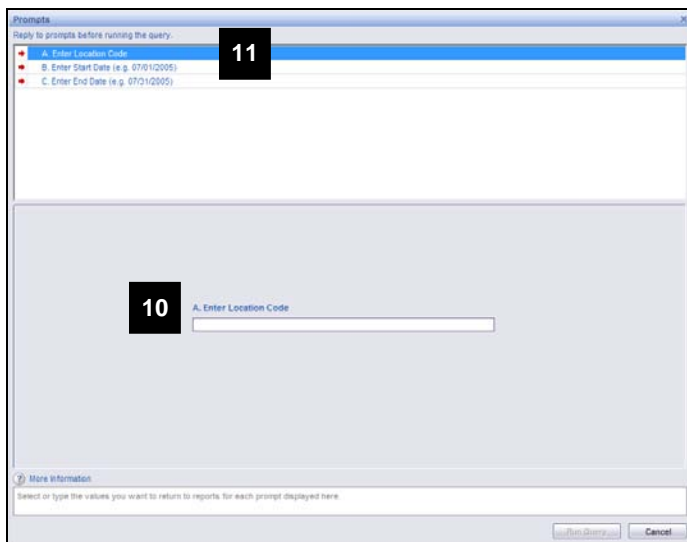 Prompts
Reply to prompts before running the query.
A. Enter Location Code
B. Enter Start Date (e.g. 07/01/2005)
C. Enter End Date (e.g. 07/31/2005)
11
10
A. Enter Location Code
More Information
Select or type the values you want to return to reports for each prompt displayed here
Run Query
Cancel